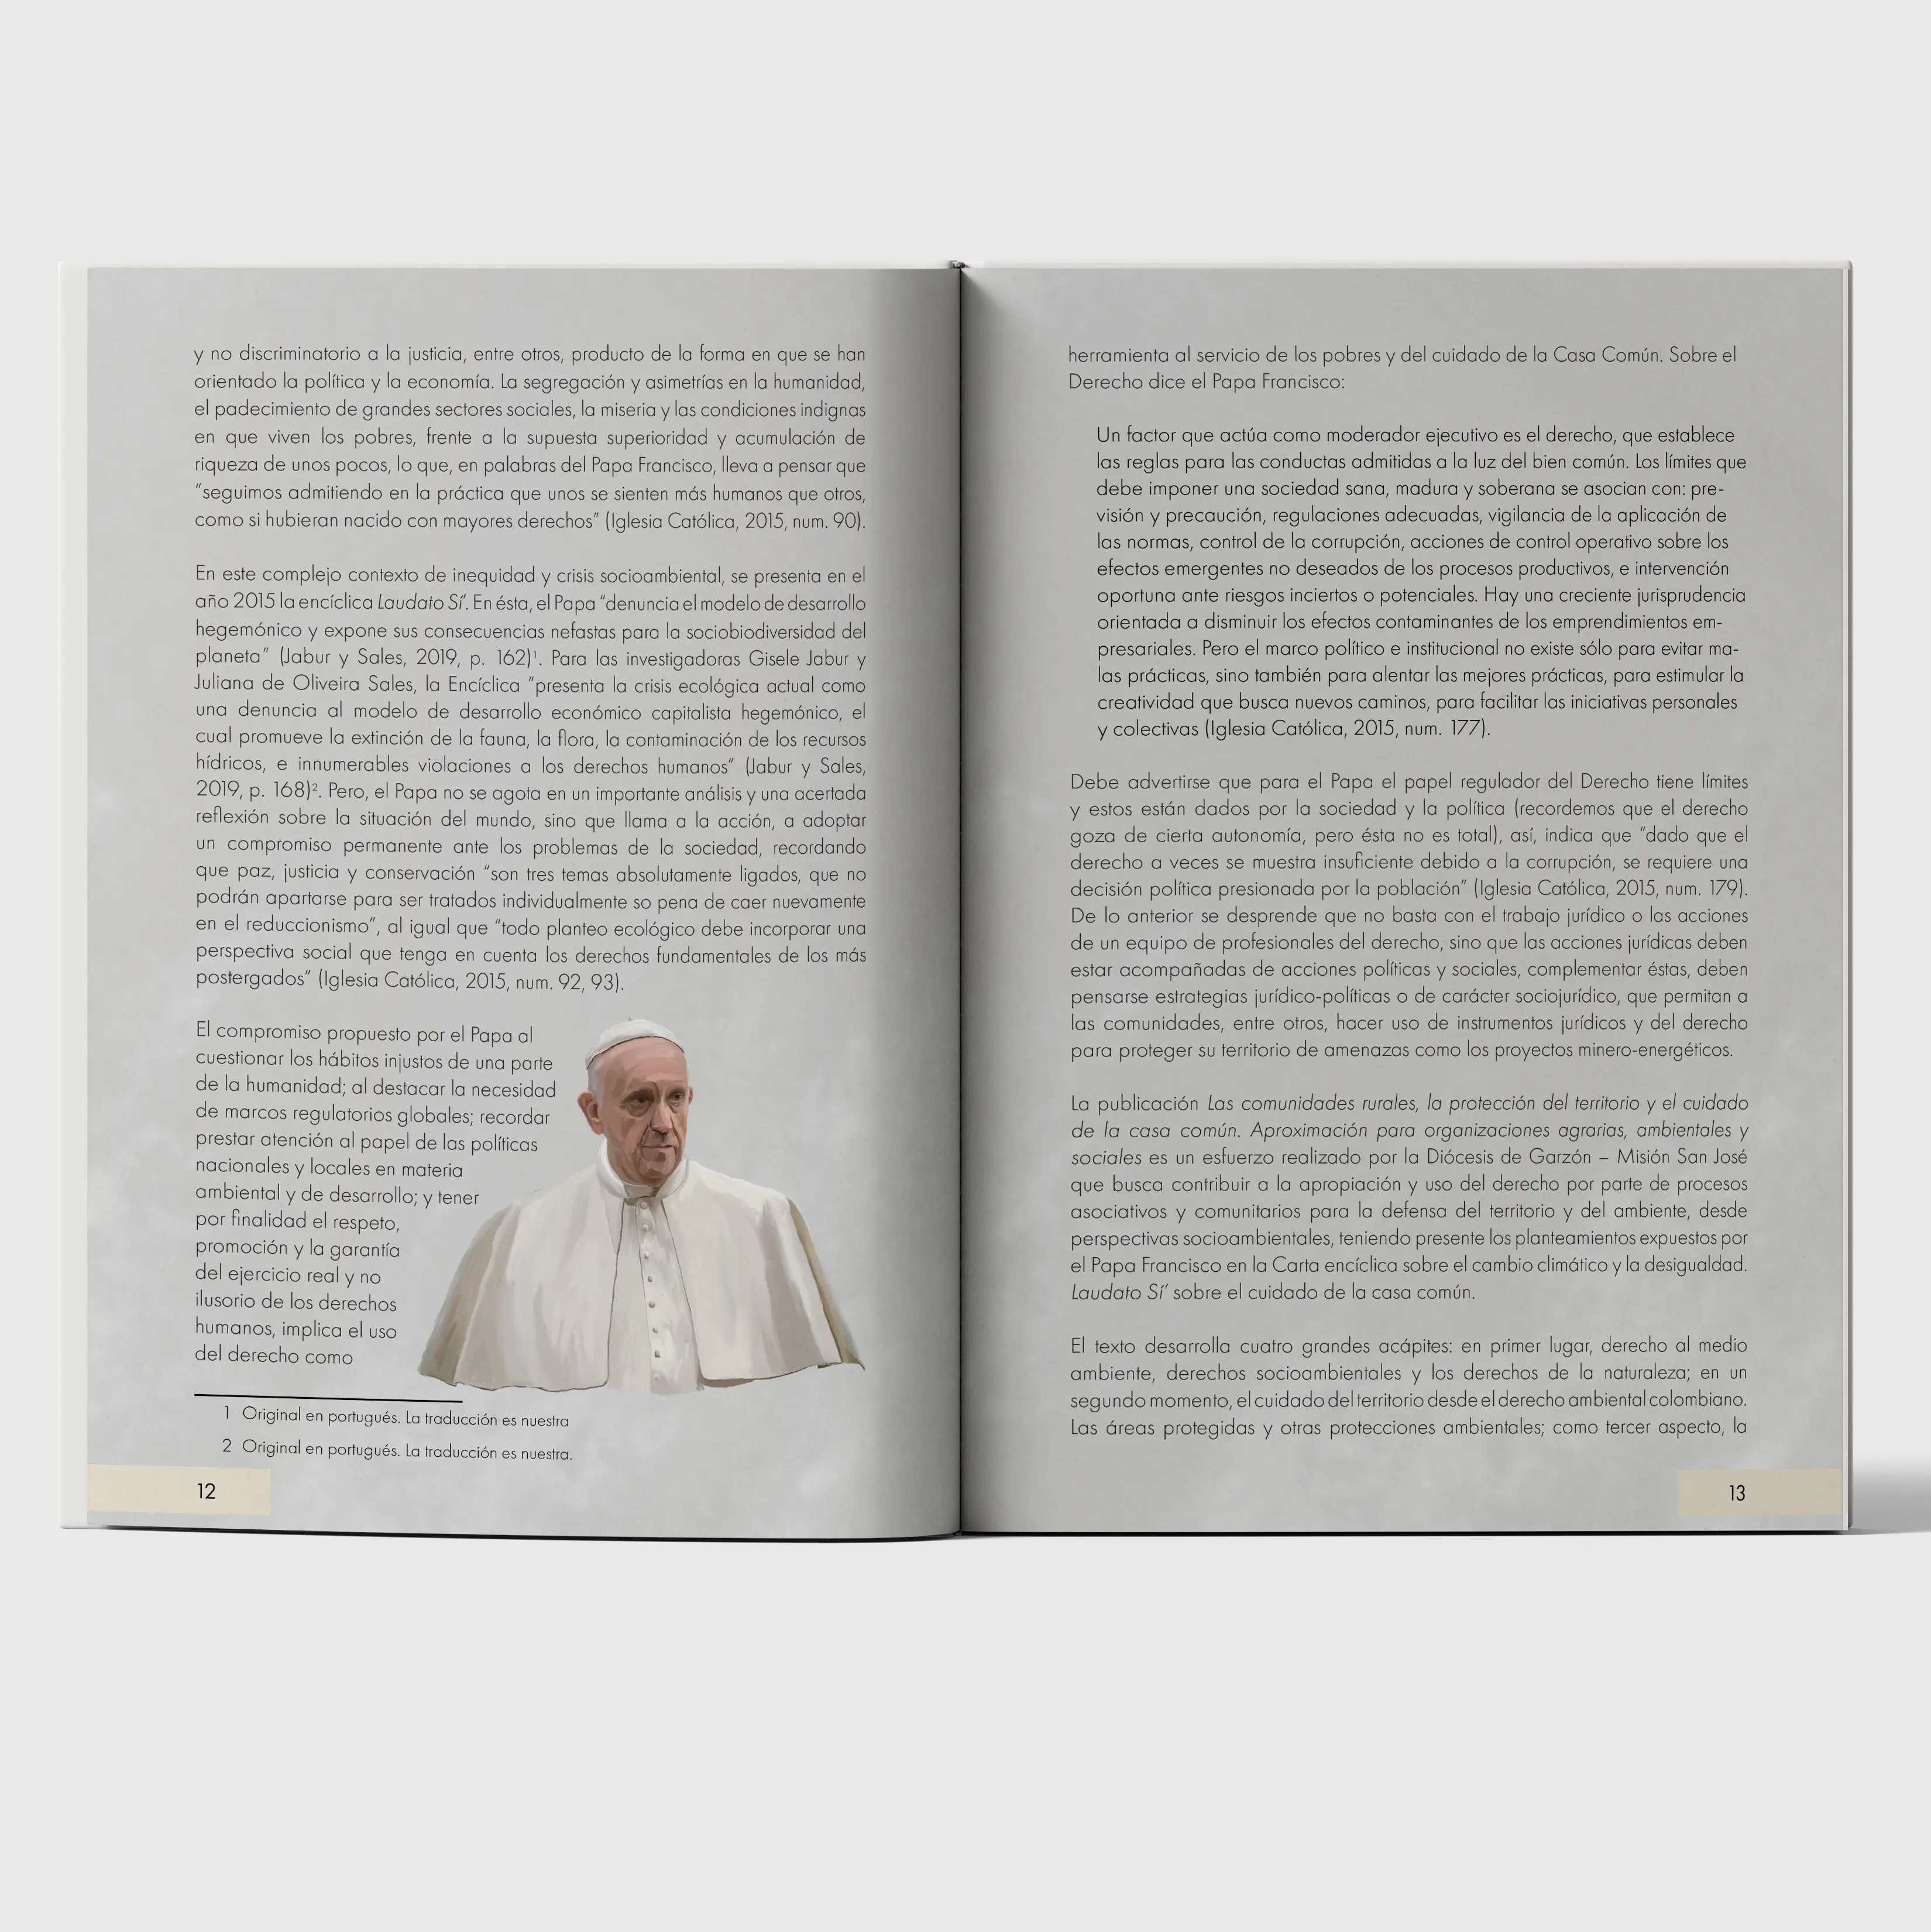 y no discriminatorio a la justicia, entre otros, producto de la forma en que se han
orientado la política y la economía. La segregación y asimetrías en la humanidad,
el padecimiento de grandes sectores sociales, la miseria y las condiciones indignas
en que viven los pobres, frente a la supuesta superioridad y acumulación de
riqueza de unos pocos, lo que, en palabras del Papa Francisco, lleva a pensar que
“seguimos admitiendo en la práctica que unos se sienten más humanos que otros,
como si hubieran nacido con mayores derechos” (Iglesia Católica, 2015, num. 90).
En este complejo contexto de inequidad y crisis socioambiental, se presenta en el
año 2015 la encíclica Laudato Sí’. En ésta, el Papa “denuncia el modelo de desarrollo
hegemónico y expone sus consecuencias nefastas para la sociobiodiversidad del
planeta” (Jabur y Sales, 2019, p. 162)¹. Para las investigadoras Gisele Jabur y
Juliana de Oliveira Sales, la Encíclica “presenta la crisis ecológica actual como
una denuncia al modelo de desarrollo económico capitalista hegemónico, el
cual promueve la extinción de la fauna, la flora, la contaminación de los recursos
hídricos, e innumerables violaciones a los derechos humanos” (Jabur y Sales,
2019, p. 168)². Pero, el Papa no se agota en un importante análisis y una acertada
reflexión sobre la situación del mundo, sino que llama a la acción, a adoptar
un compromiso permanente ante los problemas de la sociedad, recordando
que paz, justicia y conservación “son tres temas absolutamente ligados, que no
podrán apartarse para ser tratados individualmente so pena de caer nuevamente
en el reduccionismo”, al igual que “todo planteo ecológico debe incorporar una
perspectiva social que tenga en cuenta los derechos fundamentales de los más
postergados” (Iglesia Católica, 2015, num. 92, 93).
El compromiso propuesto por el Papa al
cuestionar los hábitos injustos de una parte
de la humanidad; al destacar la necesidad
de marcos regulatorios globales; recordar
prestar atención al papel de las políticas
nacionales y locales en materia
ambiental y de desarrollo; y tener
por finalidad el respeto,
promoción y la garantía
del ejercicio real y no
ilusorio de los derechos
humanos, implica el uso
del derecho como
1 Original en portugués. La traducción es nuestra
2 Original en portugués. La traducción es nuestra.
12
herramienta al servicio de los pobres y del cuidado de la Casa Común. Sobre el
Derecho dice el Papa Francisco:
Un factor que actúa como moderador ejecutivo es el derecho, que establece
las reglas para las conductas admitidas a la luz del bien común. Los límites que
debe imponer una sociedad sana, madura y soberana se asocian con: pre-
visión y precaución, regulaciones adecuadas, vigilancia de la aplicación de
las normas, control de la corrupción, acciones de control operativo sobre los
efectos emergentes no deseados de los procesos productivos, e intervención
oportuna ante riesgos inciertos o potenciales. Hay una creciente jurisprudencia
orientada a disminuir los efectos contaminantes de los emprendimientos em-
presariales. Pero el marco político e institucional no existe sólo para evitar ma-
las prácticas, sino también para alentar las mejores prácticas, para estimular la
creatividad que busca nuevos caminos, para facilitar las iniciativas personales
y colectivas (Iglesia Católica, 2015, num. 177).
Debe advertirse que para el Papa el papel regulador del Derecho tiene límites
y estos están dados por la sociedad y la política (recordemos que el derecho
goza de cierta autonomía, pero ésta no es total), así, indica que “dado que el
derecho a veces se muestra insuficiente debido a la corrupción, se requiere una
decisión política presionada por la población” (Iglesia Católica, 2015, num. 179).
De lo anterior se desprende que no basta con el trabajo jurídico o las acciones
de un equipo de profesionales del derecho, sino que las acciones jurídicas deben
estar acompañadas de acciones políticas y sociales, complementar éstas, deben
pensarse estrategias jurídico-políticas o de carácter sociojurídico, que permitan a
las comunidades, entre otros, hacer uso de instrumentos jurídicos y del derecho
para proteger su territorio de amenazas como los proyectos minero-energéticos.
La publicación Las comunidades rurales, la protección del territorio y el cuidado
de la casa común. Aproximación para organizaciones agrarias, ambientales y
sociales es un esfuerzo realizado por la Diócesis de Garzón – Misión San José
que busca contribuir a la apropiación y uso del derecho por parte de procesos
asociativos y comunitarios para la defensa del territorio y del ambiente, desde
perspectivas socioambientales, teniendo presente los planteamientos expuestos por
el Papa Francisco en la Carta encíclica sobre el cambio climático y la desigualdad.
Laudato Sí’ sobre el cuidado de la casa común.
El texto desarrolla cuatro grandes acápites: en primer lugar, derecho al medio
ambiente, derechos socioambientales y los derechos de la naturaleza; en un
segundo momento, el cuidado del territorio desde el derecho ambiental colombiano.
Las áreas protegidas y otras protecciones ambientales; como tercer aspecto, la
13